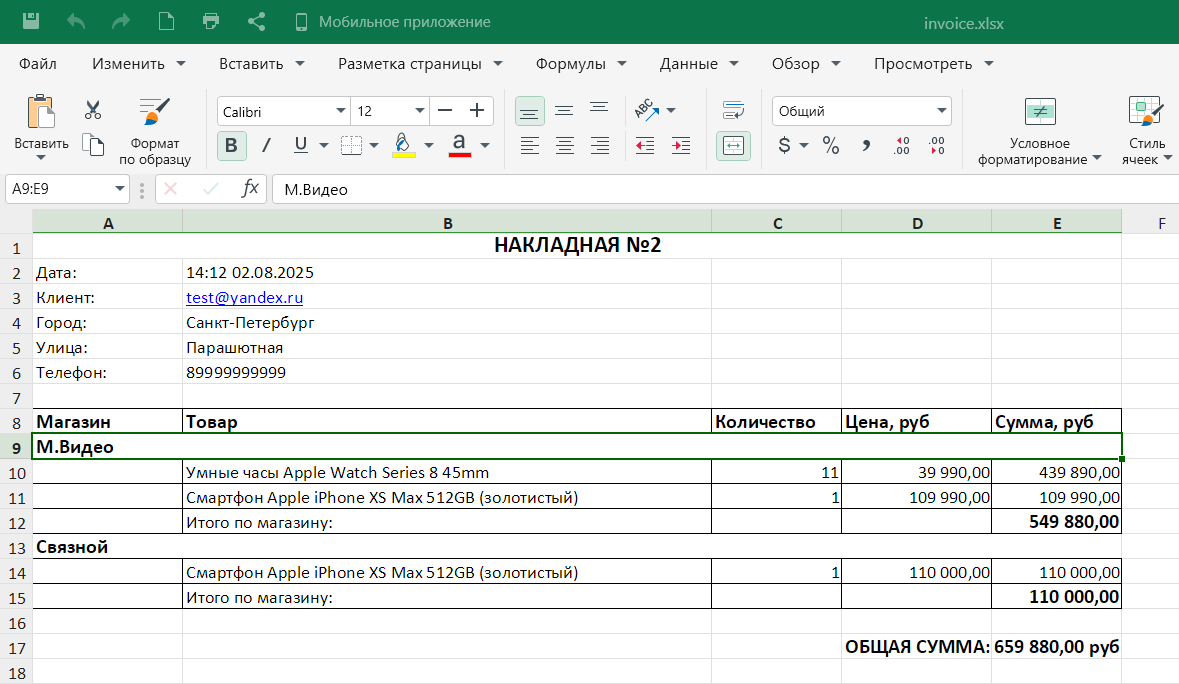 Мобильное приложение invoice.xlsx
Файл Изменить Вставить Разметка страницы Формулы Данные Обзор Просмотреть
Вставить
Формат
по образцу
Calibri 12 — +
B I U a
ABC
Общий
$ % , .0 .00 .00 .0
Условное
форматирование
Стиль
ячеек
A9:E9 fx М.Видео
A B C D E F
1 НАКЛАДНАЯ №2
2 Дата: 14:12 02.08.2025
3 Клиент: test@yandex.ru
4 Город: Санкт-Петербург
5 Улица: Парашютная
6 Телефон: 89999999999
7
8 Магазин Товар Количество Цена, руб Сумма, руб
9 М.Видео
10 Умные часы Apple Watch Series 8 45mm 11 39 990,00 439 890,00
11 Смартфон Apple iPhone XS Max 512GB (золотистый) 1 109 990,00 109 990,00
12 Итого по магазину: 549 880,00
13 Связной
14 Смартфон Apple iPhone XS Max 512GB (золотистый) 1 110 000,00 110 000,00
15 Итого по магазину: 110 000,00
16
17 ОБЩАЯ СУММА: 659 880,00 руб
18